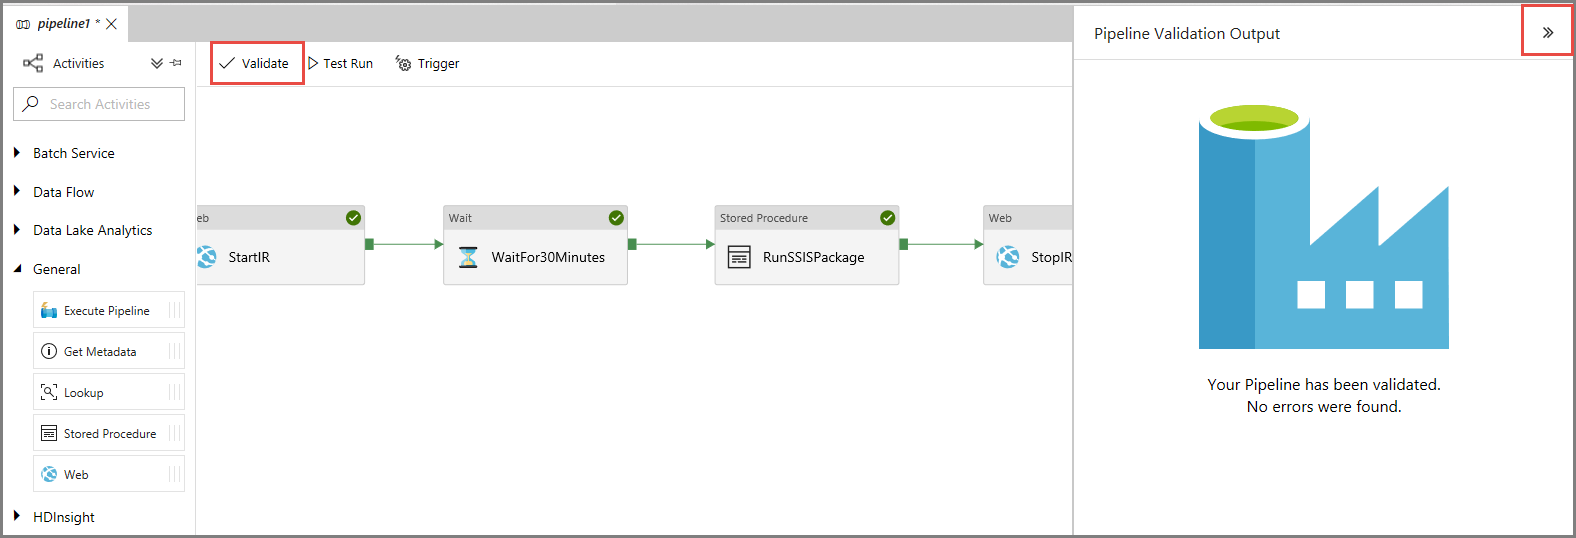 pipeline1 *
Pipeline Validation Output
Activities
Validate
Test Run
Trigger
Search Activities
Batch Service
Data Flow
Data Lake Analytics
General
Execute Pipeline
Get Metadata
Lookup
Stored Procedure
Web
HDInsight
eb
StartIR
Wait
WaitFor30Minutes
Stored Procedure
RunSSISPackage
Web
StopIR
Your Pipeline has been validated.
No errors were found.